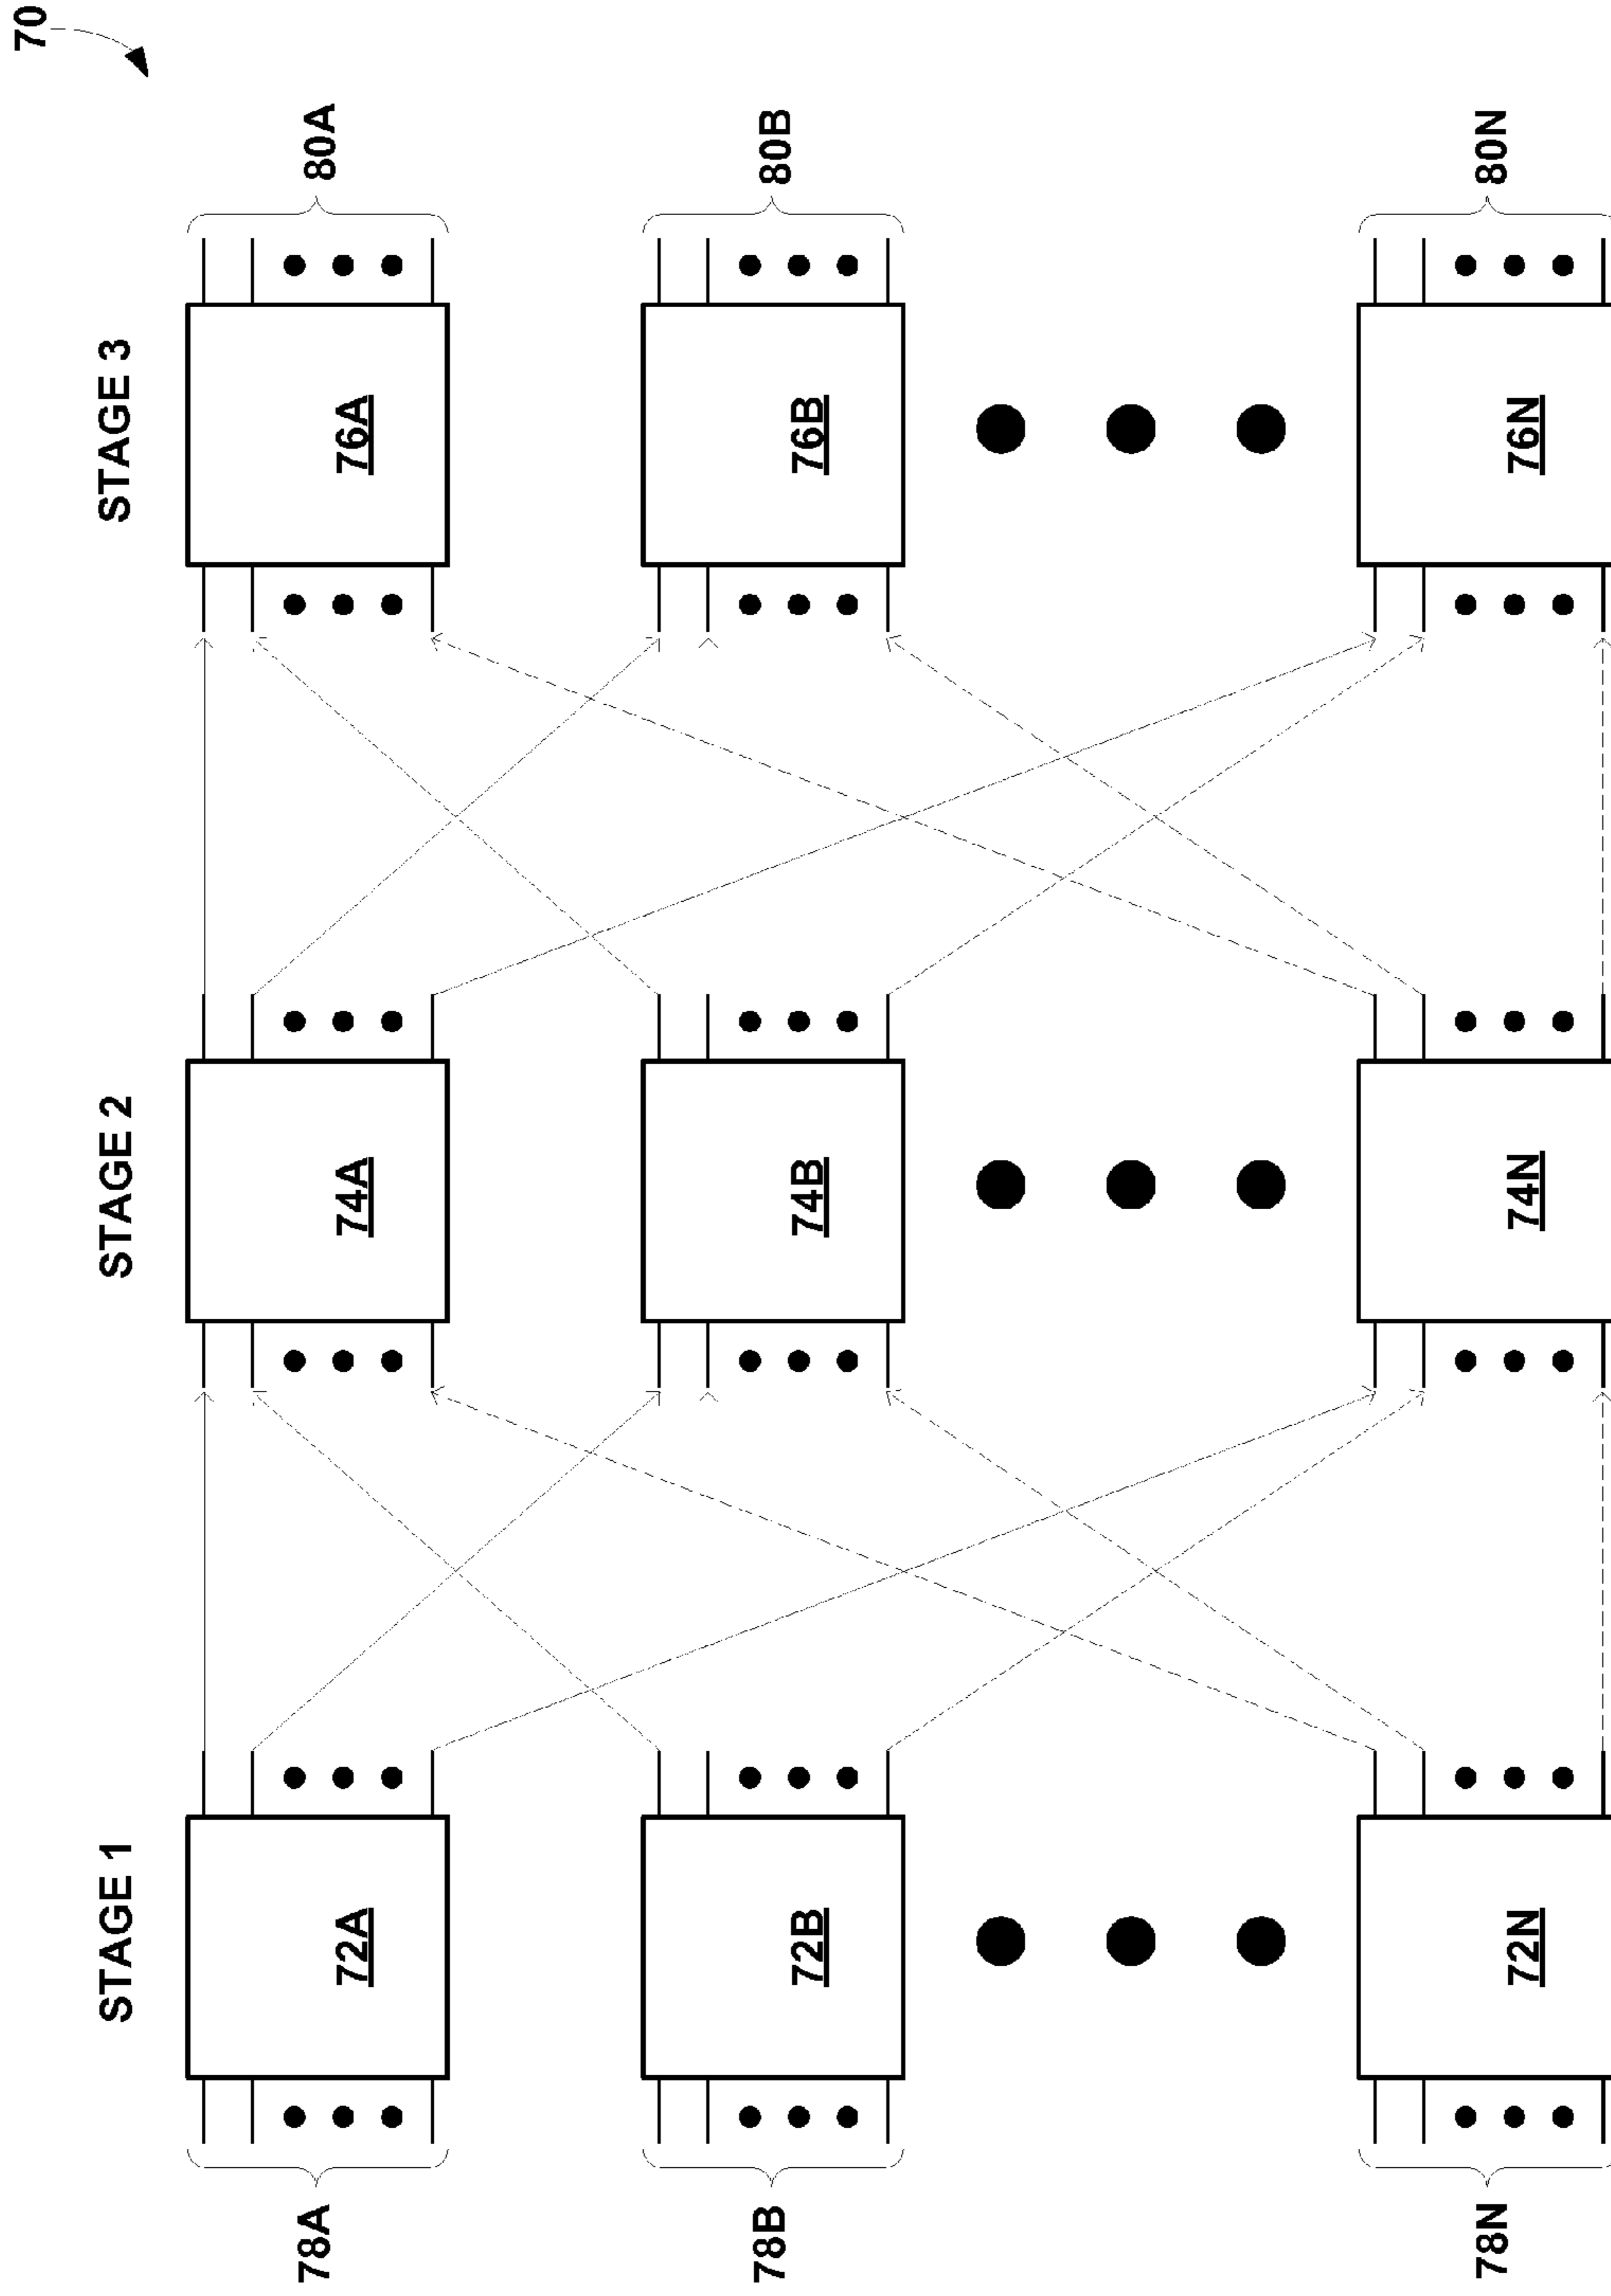 70
STAGE 1
STAGE 2
STAGE 3
78A
72A
74A
76A
80A
78B
72B
74B
76B
80B
78N
72N
74N
76N
80N